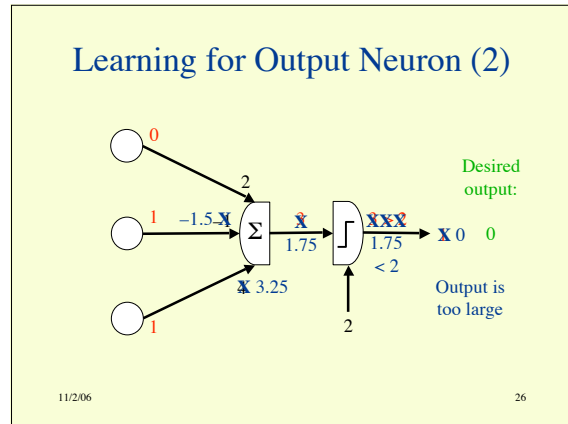 Learning for Output Neuron (2)
0
2
Desired
output:
1
–1.5
Σ
1.75
1.75
< 2
0
0
3.25
1
2
Output is
too large
11/2/06
26